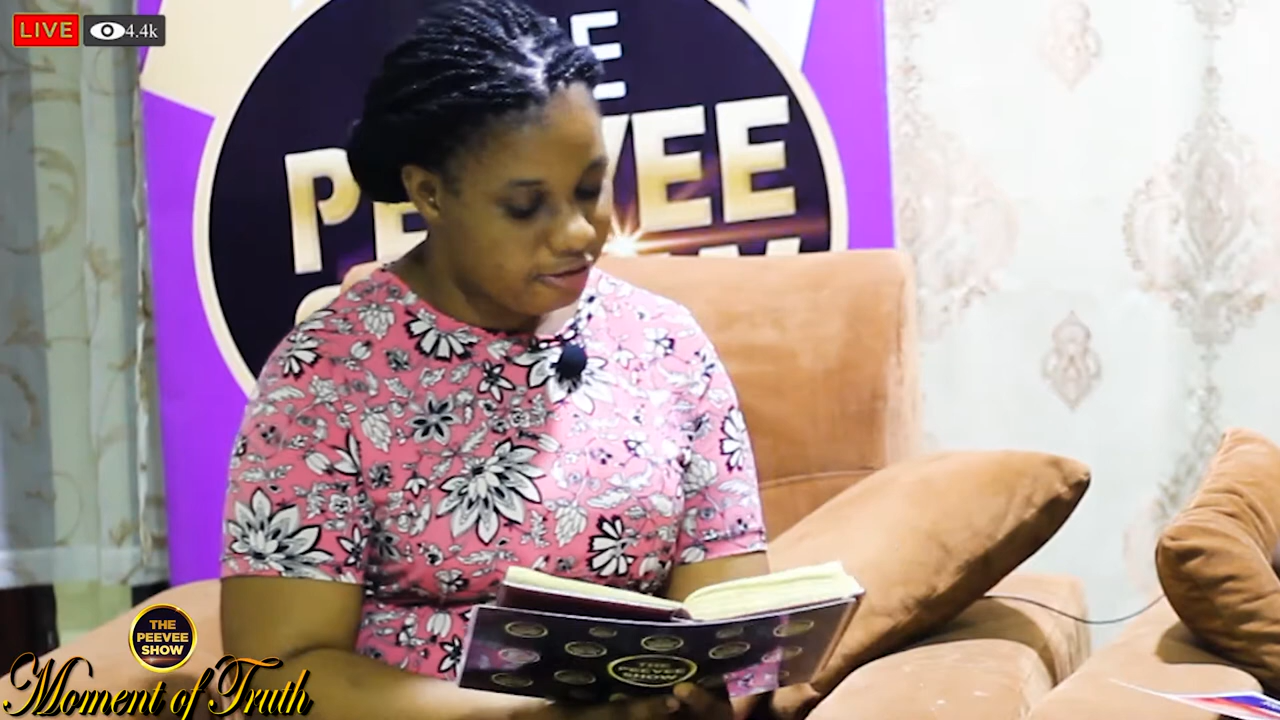 LIVE 4.4k
PEEVEE
THE
PEEVEE
SHOW
THE
PEEVEE
SHOW
Moment of Truth